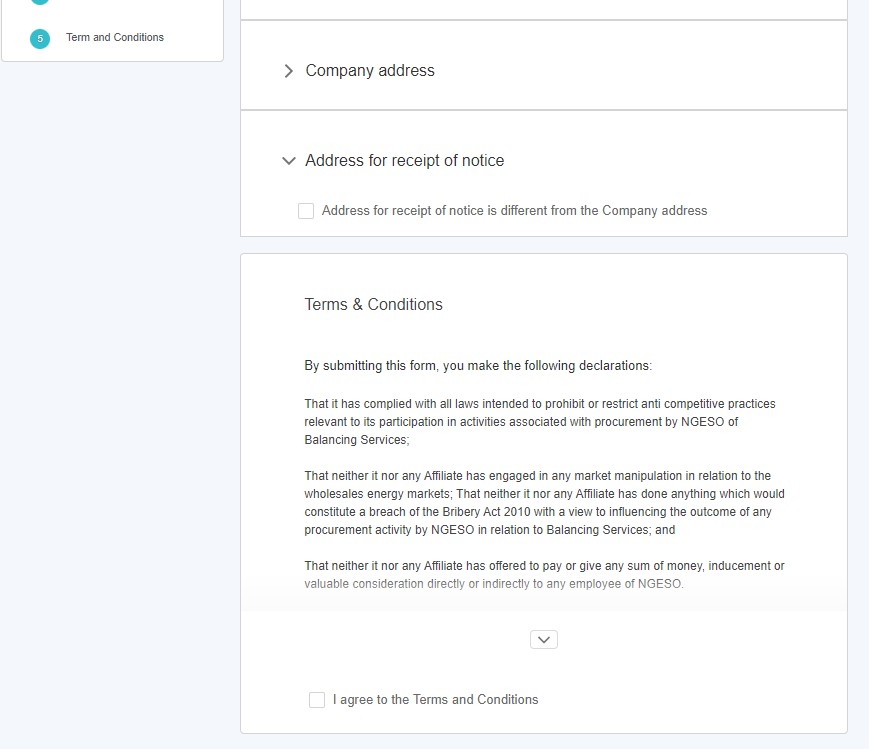 5 Term and Conditions
Company address
Address for receipt of notice
Address for receipt of notice is different from the Company address
Terms & Conditions
By submitting this form, you make the following declarations:
That it has complied with all laws intended to prohibit or restrict anti competitive practices
relevant to its participation in activities associated with procurement by NGESO of
Balancing Services;
That neither it nor any Affiliate has engaged in any market manipulation in relation to the
wholesales energy markets; That neither it nor any Affiliate has done anything which would
constitute a breach of the Bribery Act 2010 with a view to influencing the outcome of any
procurement activity by NGESO in relation to Balancing Services; and
That neither it nor any Affiliate has offered to pay or give any sum of money, inducement or
valuable consideration directly or indirectly to any employee of NGESO.
I agree to the Terms and Conditions